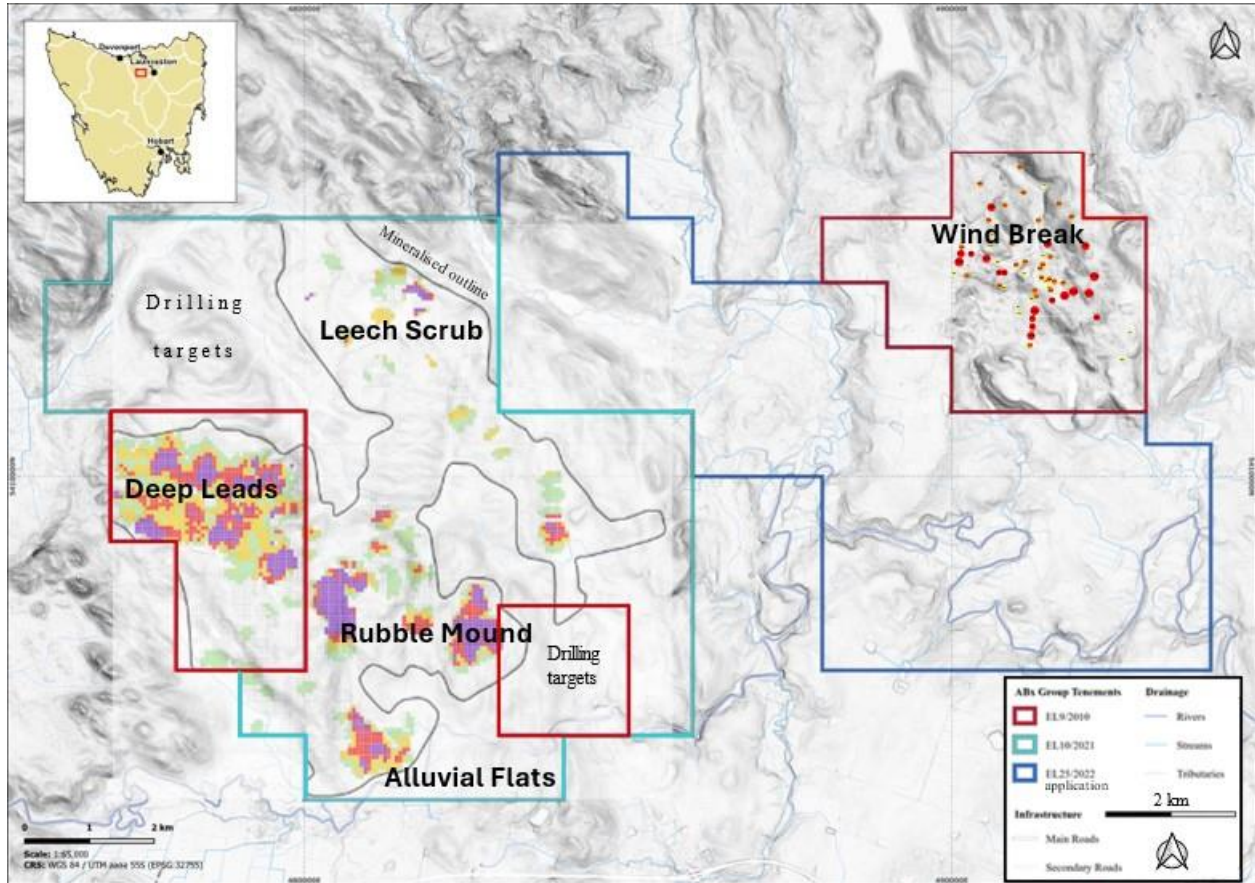 Devonport
Launceston
Hobart
4800000
4900000
Mineralised outline
Wind Break
Drilling
targets
Leech Scrub
Deep Leads
Rubble Mound
Drilling
targets
Alluvial Flats
0 1 2 km
Scale: 1:65,000
CRS: WGS 84 / UTM zone 55S (EPSG:32755)
ABx Group Tenements
EL9/2010
EL10/2021
EL25/2022
application
Drainage
Rivers
Streams
Tributaries
2 km
Infrastructure
Main Roads
Secondary Roads